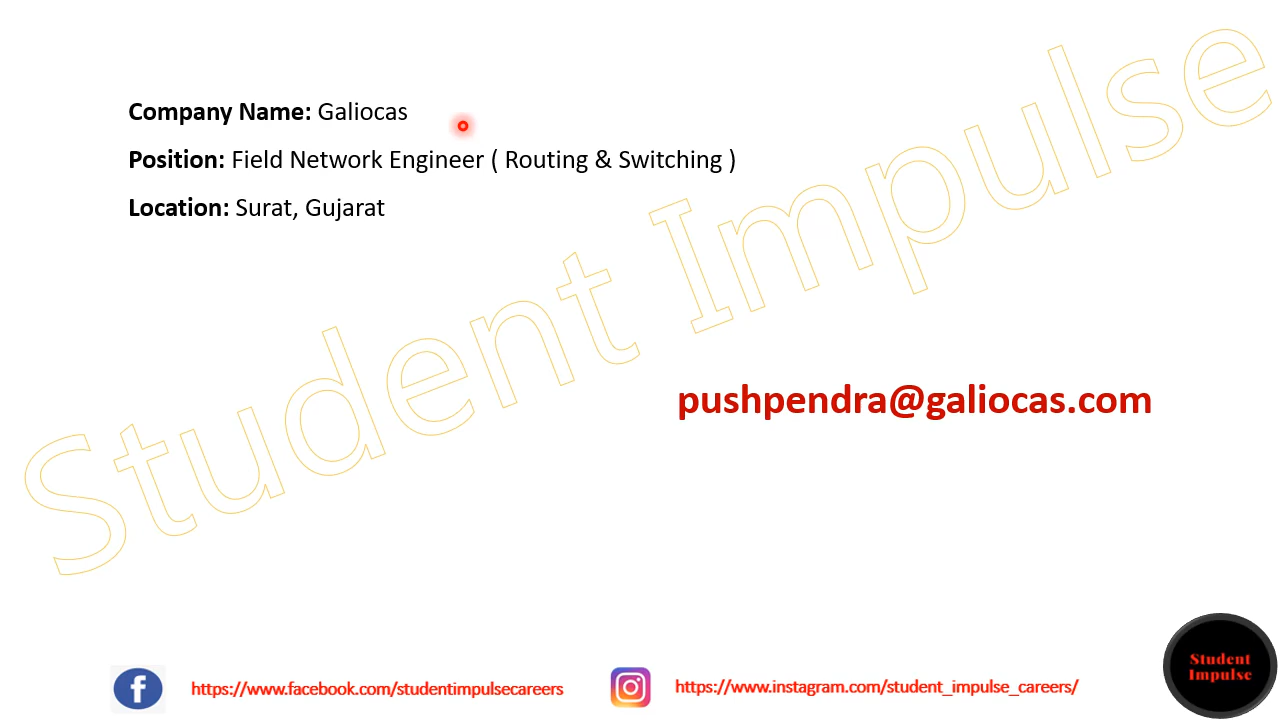 Company Name: Galiocas
Position: Field Network Engineer ( Routing & Switching )
Location: Surat, Gujarat
Student Impulse
pushpendra@galiocas.com
https://www.facebook.com/studentimpulsecareers
https://www.instagram.com/student_impulse_careers/
Student
Impulse